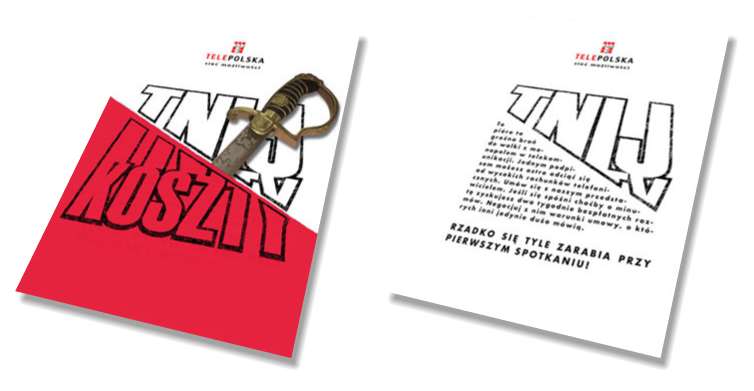 TELEPOLSKA
sieć możliwości
TNIJ
KOSZTY
TELEPOLSKA
sieć możliwości
TNIJ
To
pióro to
groźna broń
do walki z mo-
nopolem w telekom-
unikacji. Jednym podpi-
sem możesz ostro odciąć się
od wysokich rachunków telefoni-
cznych. Umów się z naszym przedsta-
wicielem. Jeśli się spóźni choćby o minu-
tę zyskujesz dwa tygodnie bezpłatnych roz-
mów. Negocjuj z nim warunki umowy, o któ-
rych inni jedynie dużo mówią.
RZADKO SIĘ TYLE ZARABIA PRZY
PIERWSZYM SPOTKANIU!